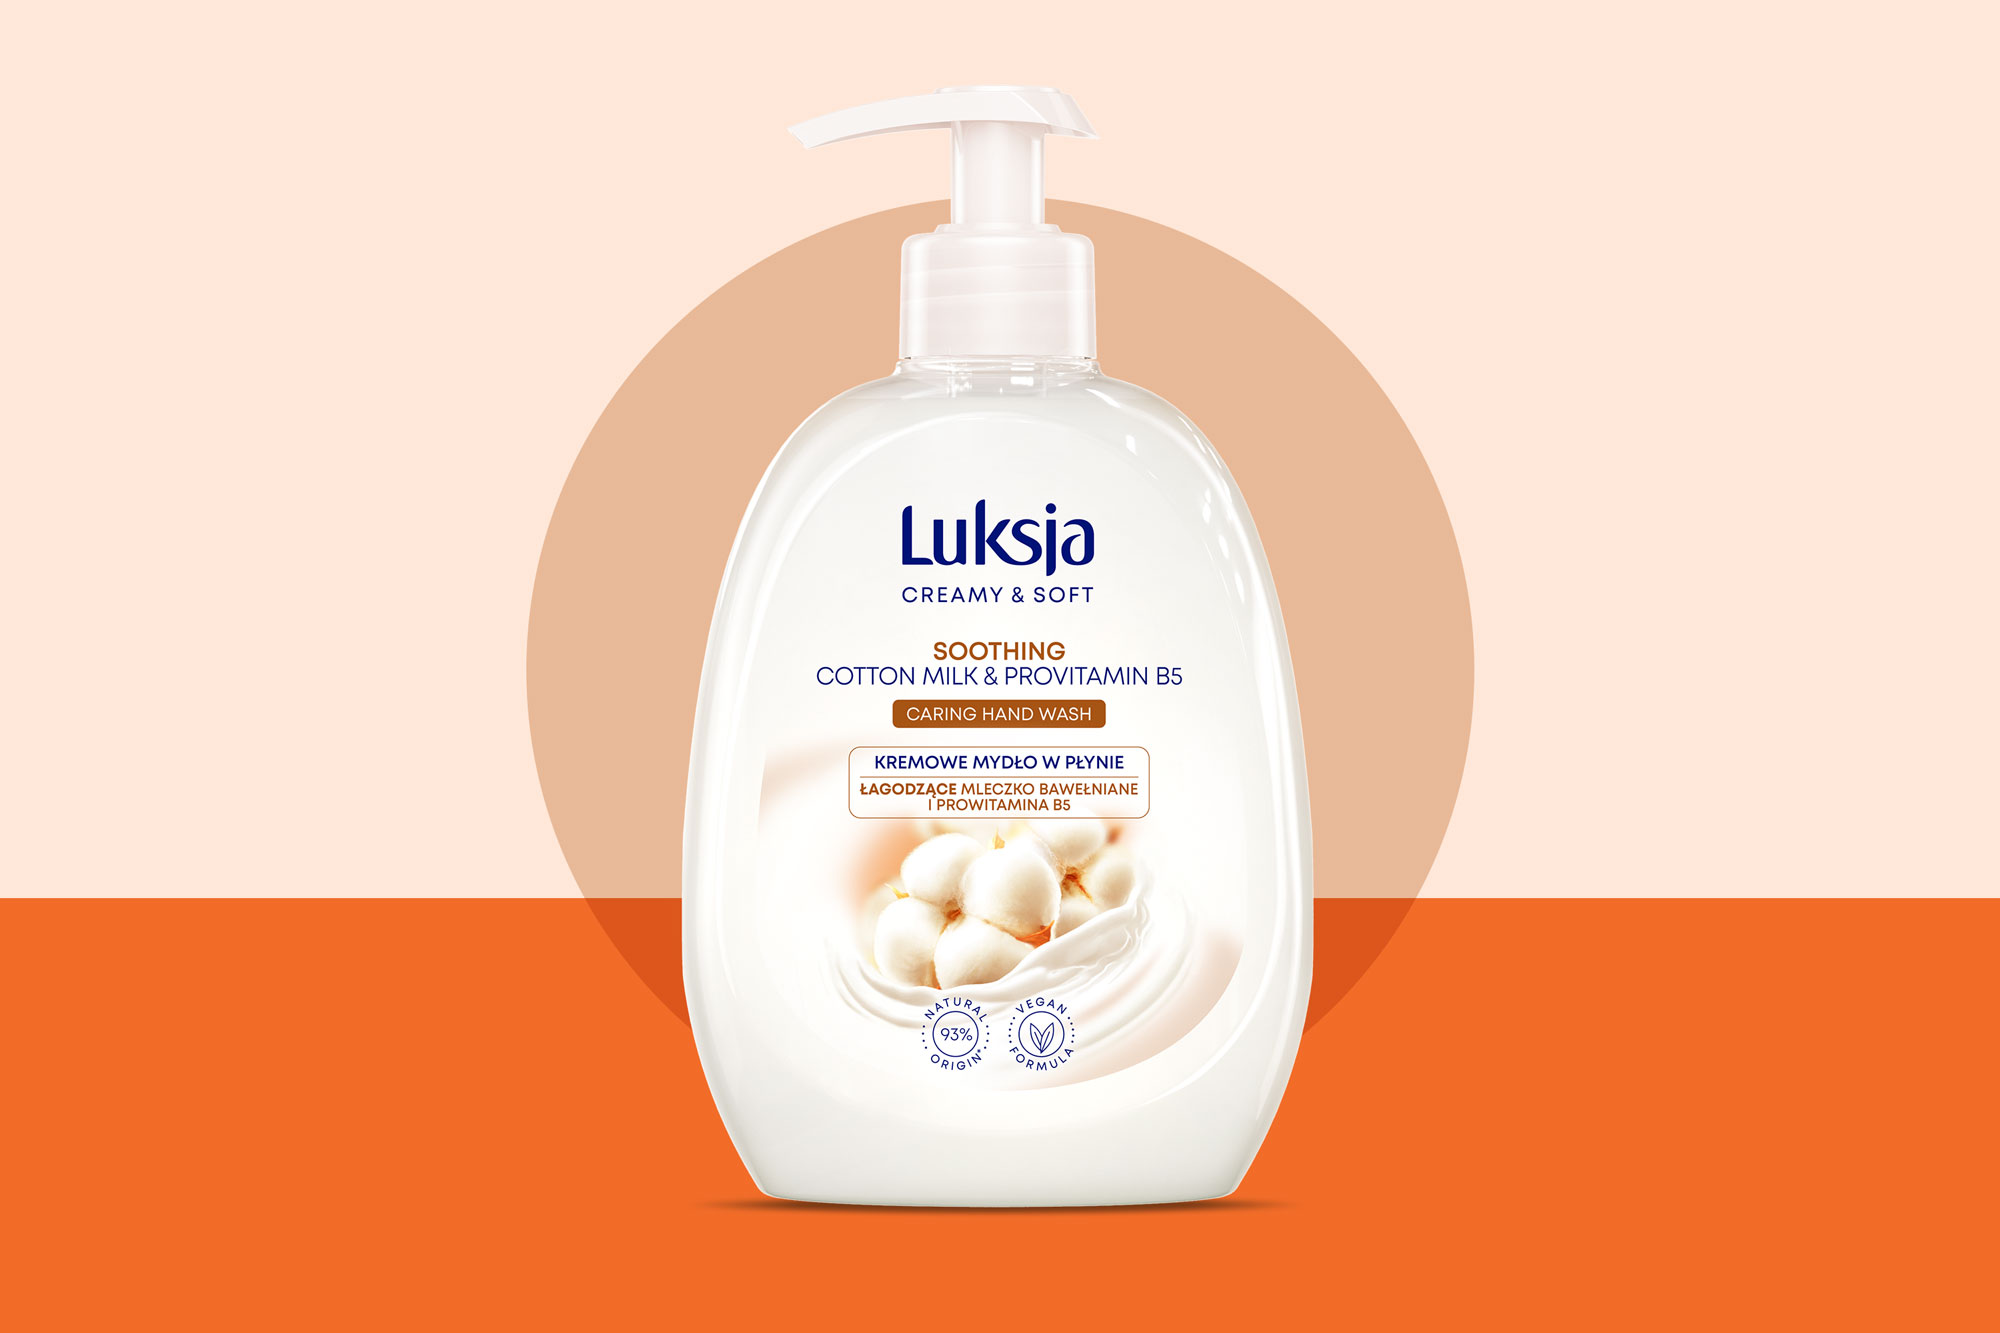 Luksja
CREAMY & SOFT
SOOTHING
COTTON MILK & PROVITAMIN B5
CARING HAND WASH
KREMOWE MYDŁO W PŁYNIE
ŁAGODZĄCE MLECZKO BAWEŁNIANE
I PROWITAMINA B5
NATURAL
93%
ORIGIN*
VEGAN
FORMULA